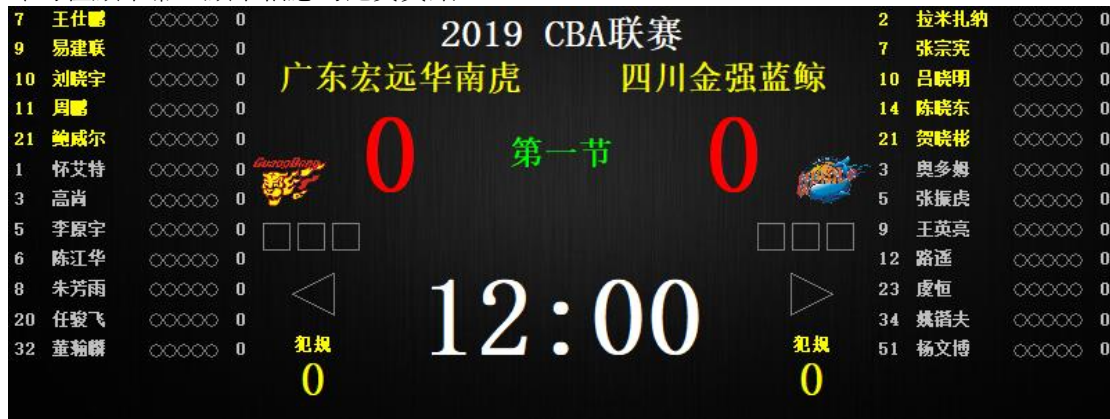 2019 CBA联赛
广东宏远华南虎 四川金强蓝鲸
0 第一节 0
12:00
犯规 犯规
0 0
7 王仕鹏 0
9 易建联 0
10 刘晓宇 0
11 周鹏 0
21 鲍威尔 0
1 怀艾特 0
3 高尚 0
5 李原宇 0
6 陈江华 0
8 朱芳雨 0
20 任骏飞 0
32 董瀚麟 0
2 拉米扎纳 0
7 张宗宪 0
10 吕晓明 0
14 陈晓东 0
21 贺晓彬 0
3 奥多姆 0
5 张振虎 0
9 王英亮 0
12 路遥 0
23 虔恒 0
34 姚锴夫 0
51 杨文博 0
GuangDong